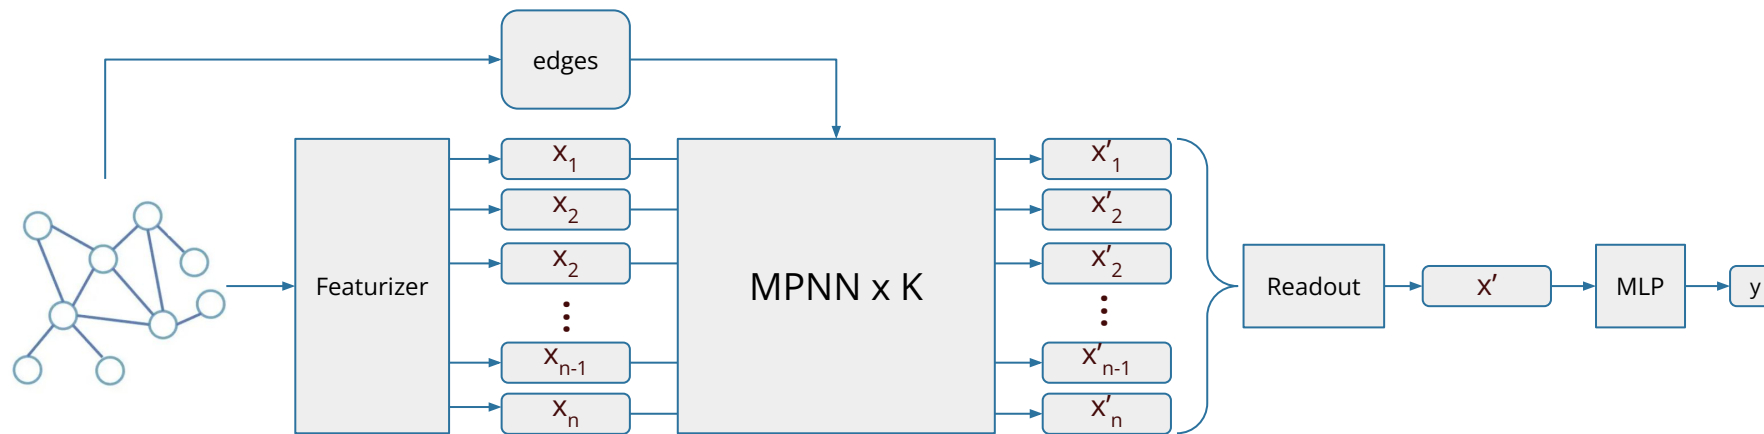 edges
Featurizer
x1
x2
x2
⋮
xn-1
xn
MPNN x K
x'1
x'2
x'2
⋮
x'n-1
x'n
Readout
x'
MLP
y